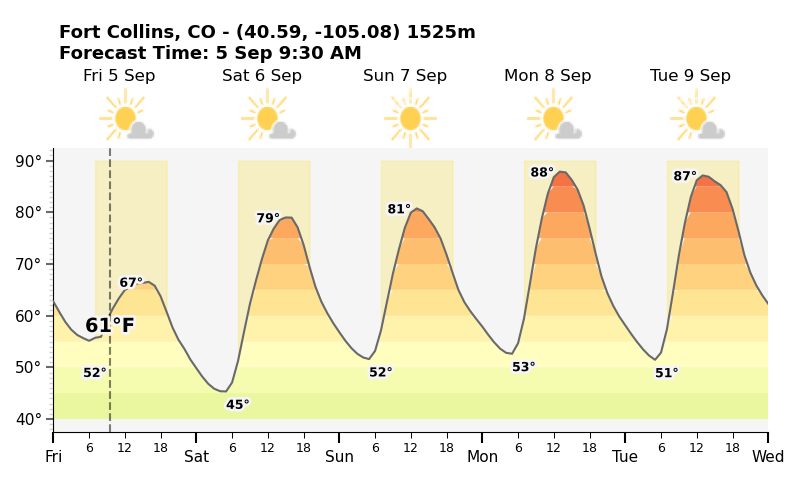 Fort Collins, CO - (40.59, -105.08) 1525m
Forecast Time: 5 Sep 9:30 AM
Fri 5 Sep Sat 6 Sep Sun 7 Sep Mon 8 Sep Tue 9 Sep
90°
88° 87°
80° 79° 81°
70°
67°
60° 61°F
50° 52° 52° 53° 51°
45°
40°
6 12 18 6 12 18 6 12 18 6 12 18 6 12 18
Fri Sat Sun Mon Tue Wed